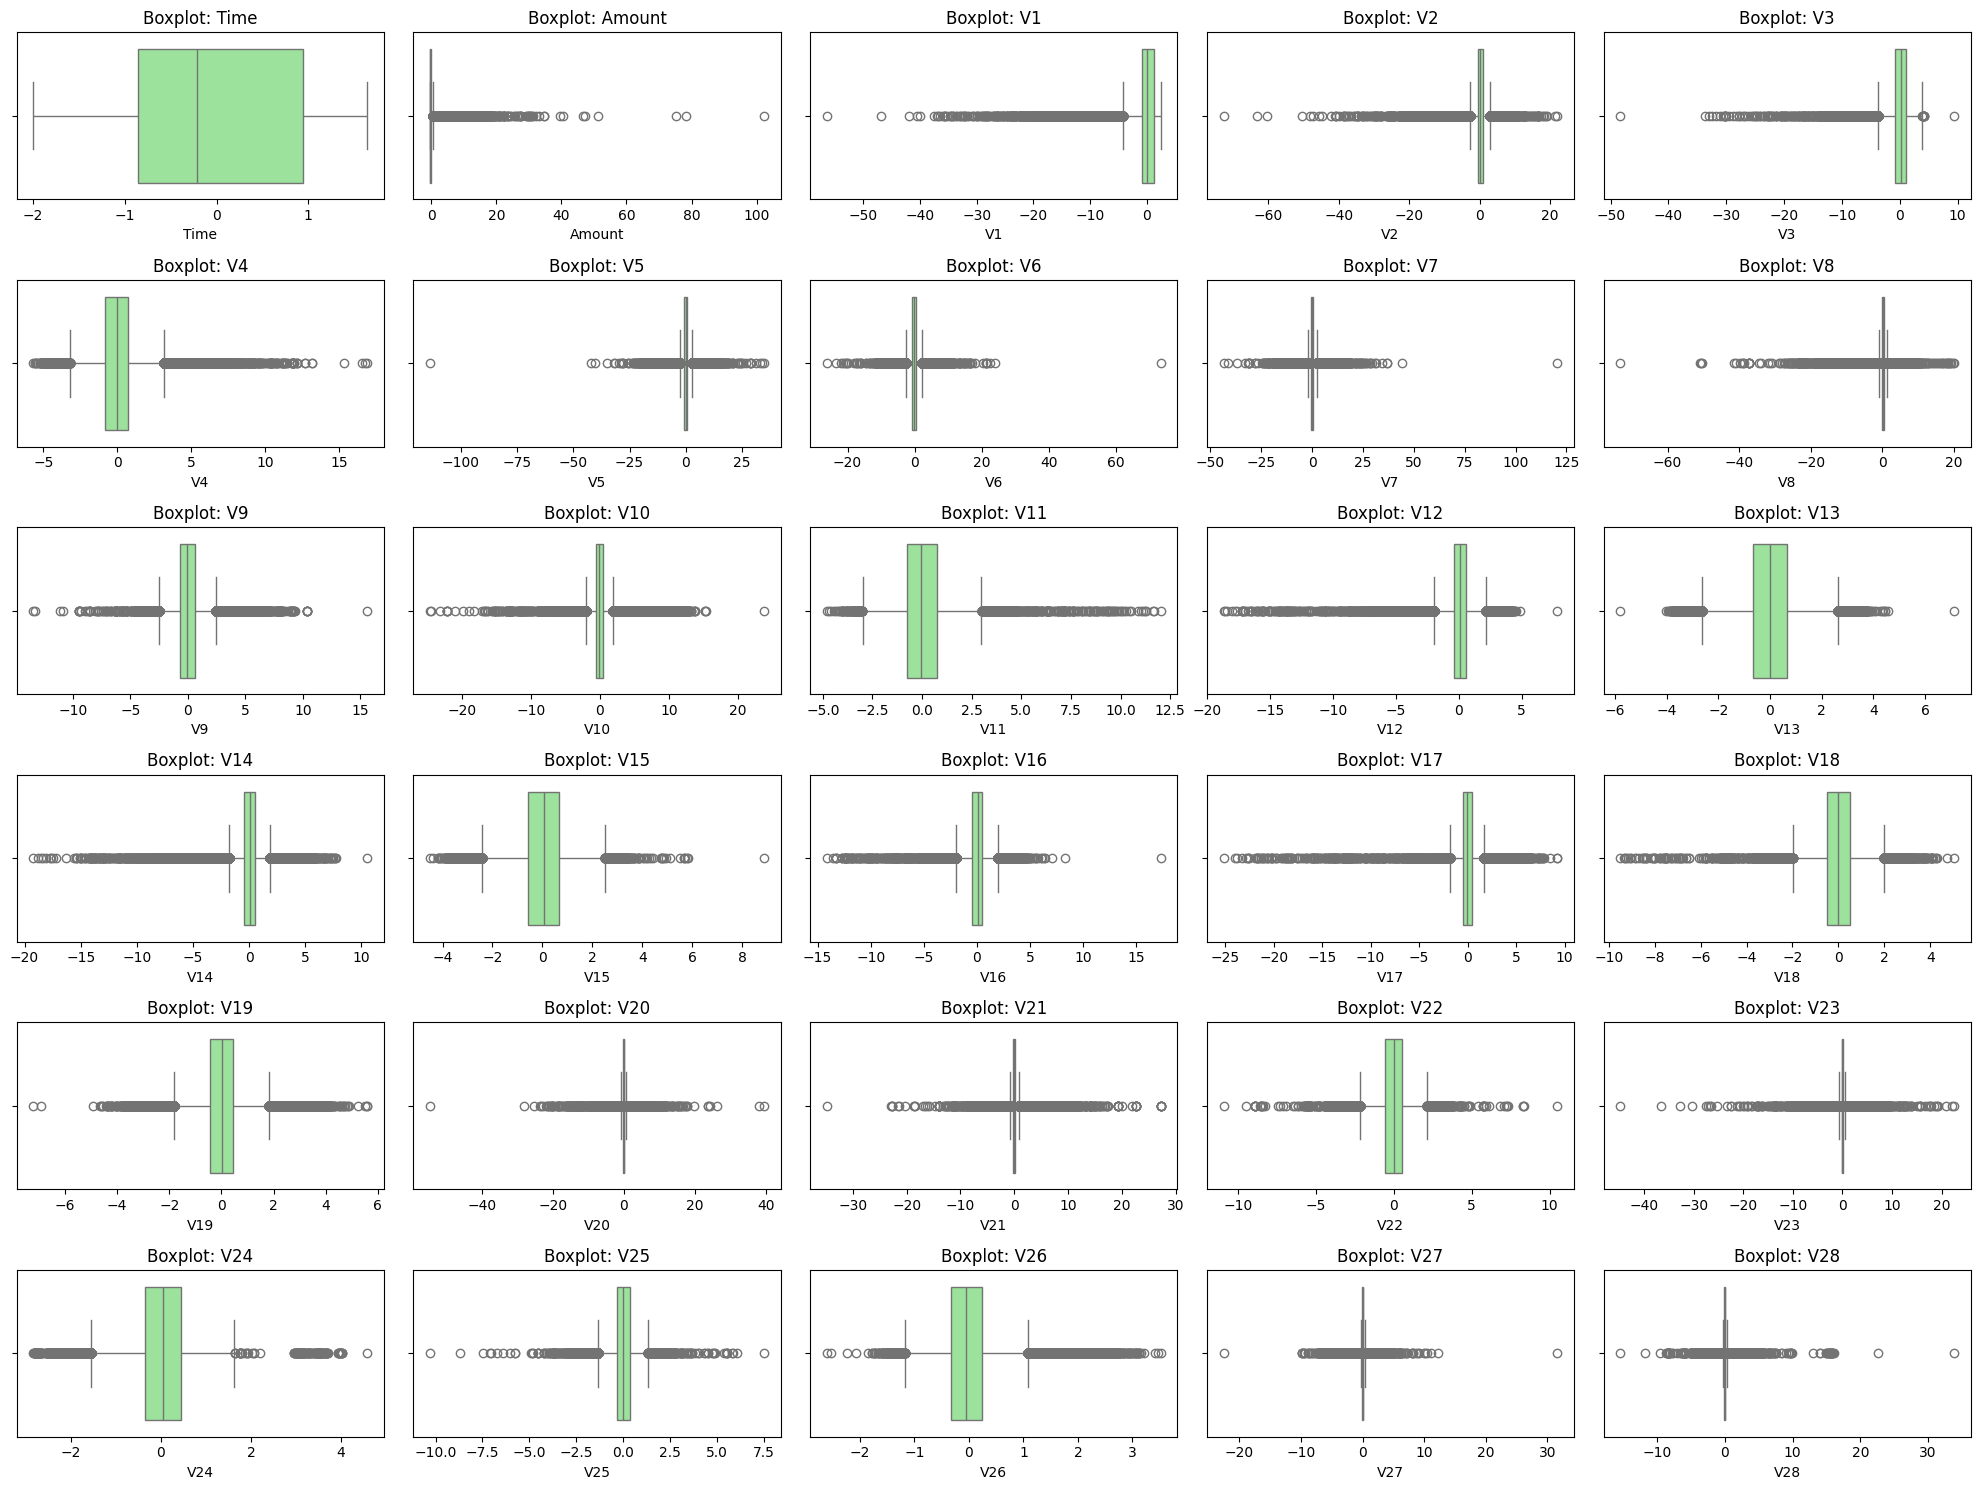 Boxplot: Time Boxplot: Amount Boxplot: V1 Boxplot: V2 Boxplot: V3
−2 −1 0 1 0 20 40 60 80 100 −50 −40 −30 −20 −10 0 −60 −40 −20 0 20 −50 −40 −30 −20 −10 0 10
Time Amount V1 V2 V3
Boxplot: V4 Boxplot: V5 Boxplot: V6 Boxplot: V7 Boxplot: V8
−5 0 5 10 15 −100 −75 −50 −25 0 25 −20 0 20 40 60 −50 −25 0 25 50 75 100 125 −60 −40 −20 0 20
V4 V5 V6 V7 V8
Boxplot: V9 Boxplot: V10 Boxplot: V11 Boxplot: V12 Boxplot: V13
−10 −5 0 5 10 15 −20 −10 0 10 20 −5.0 −2.5 0.0 2.5 5.0 7.5 10.0 12.5 −20 −15 −10 −5 0 5 −6 −4 −2 0 2 4 6
V9 V10 V11 V12 V13
Boxplot: V14 Boxplot: V15 Boxplot: V16 Boxplot: V17 Boxplot: V18
−20 −15 −10 −5 0 5 10 −4 −2 0 2 4 6 8 −15 −10 −5 0 5 10 15 −25 −20 −15 −10 −5 0 5 10 −10 −8 −6 −4 −2 0 2 4
V14 V15 V16 V17 V18
Boxplot: V19 Boxplot: V20 Boxplot: V21 Boxplot: V22 Boxplot: V23
−6 −4 −2 0 2 4 6 −40 −20 0 20 40 −30 −20 −10 0 10 20 30 −10 −5 0 5 10 −40 −30 −20 −10 0 10 20
V19 V20 V21 V22 V23
Boxplot: V24 Boxplot: V25 Boxplot: V26 Boxplot: V27 Boxplot: V28
−2 0 2 4 −10.0 −7.5 −5.0 −2.5 0.0 2.5 5.0 7.5 −2 −1 0 1 2 3 −20 −10 0 10 20 30 −10 0 10 20 30
V24 V25 V26 V27 V28